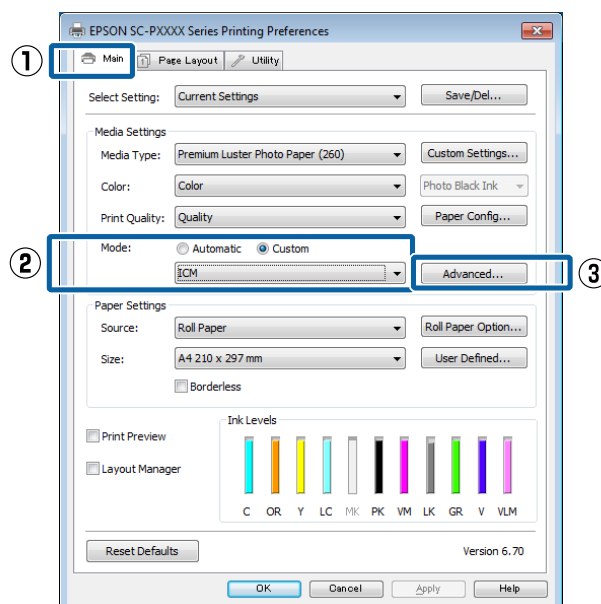 EPSON SC-PXXXX Series Printing Preferences
1
Main Page Layout Utility
Select Setting: Current Settings Save/Del...
Media Settings
Media Type: Premium Luster Photo Paper (260) Custom Settings...
Color: Color Photo Black Ink
Print Quality: Quality Paper Config...
Mode: Automatic Custom
2
ICM Advanced...
3
Paper Settings
Source: Roll Paper Roll Paper Option...
Size: A4 210 x 297 mm User Defined...
Borderless
Ink Levels
Print Preview
Layout Manager
C OR Y LC MK PK VM LK GR V VLM
Reset Defaults Version 6.70
OK Cancel Apply Help